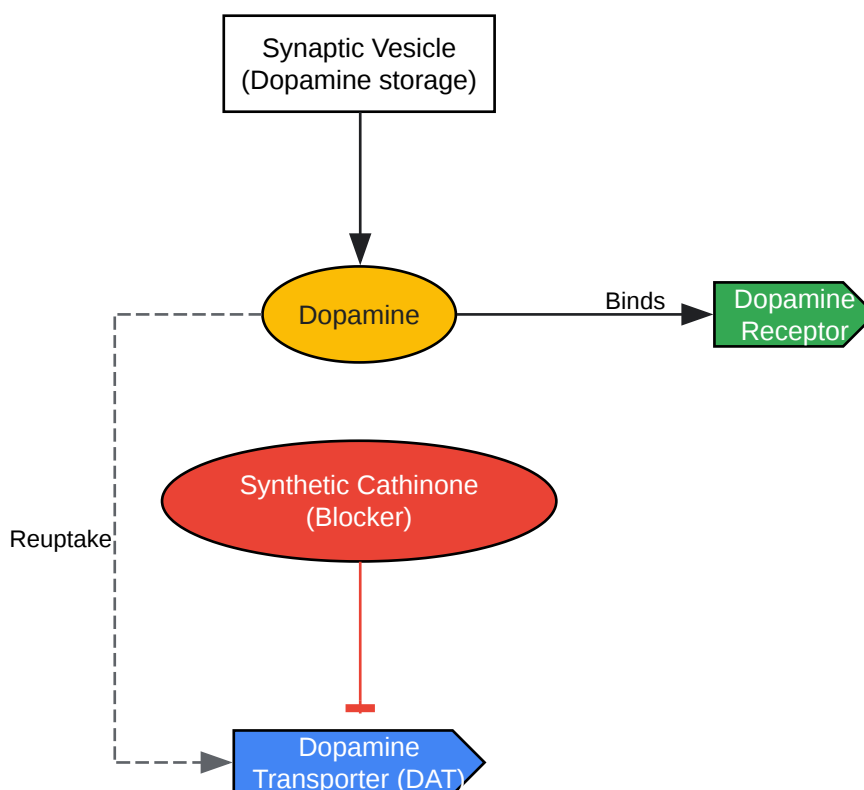 Synaptic Vesicle
(Dopamine storage)
Dopamine
Binds
Dopamine
Receptor
Synthetic Cathinone
(Blocker)
Reuptake
Dopamine
Transporter (DAT)